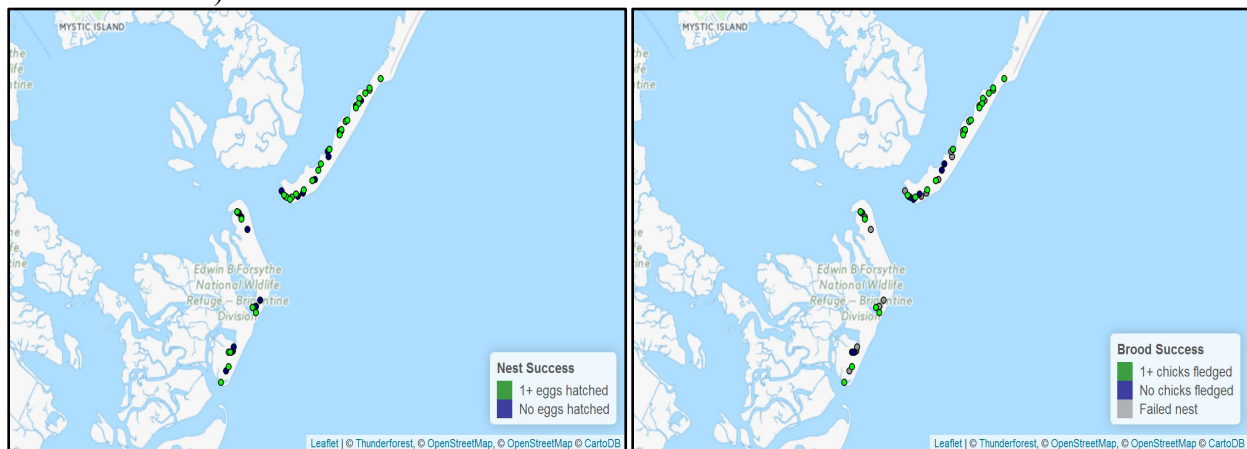 MYSTIC ISLAND
Edwin B Forsythe
National Wildlife
Refuge – Brigantine
Division
Nest Success
1+ eggs hatched
No eggs hatched
Leaflet | © Thunderforest, © OpenStreetMap, © OpenStreetMap © CartoDB
MYSTIC ISLAND
Edwin B Forsythe
National Wildlife
Refuge – Brigantine
Division
Brood Success
1+ chicks fledged
No chicks fledged
Failed nest
Leaflet | © Thunderforest, © OpenStreetMap, © OpenStreetMap © CartoDB